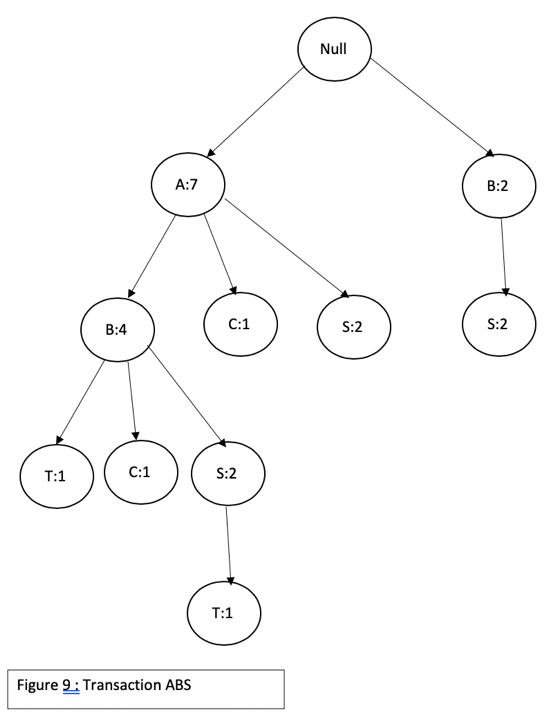 Null
A:7
B:2
B:4
C:1
S:2
S:2
T:1
C:1
S:2
T:1
Figure 9 : Transaction ABS